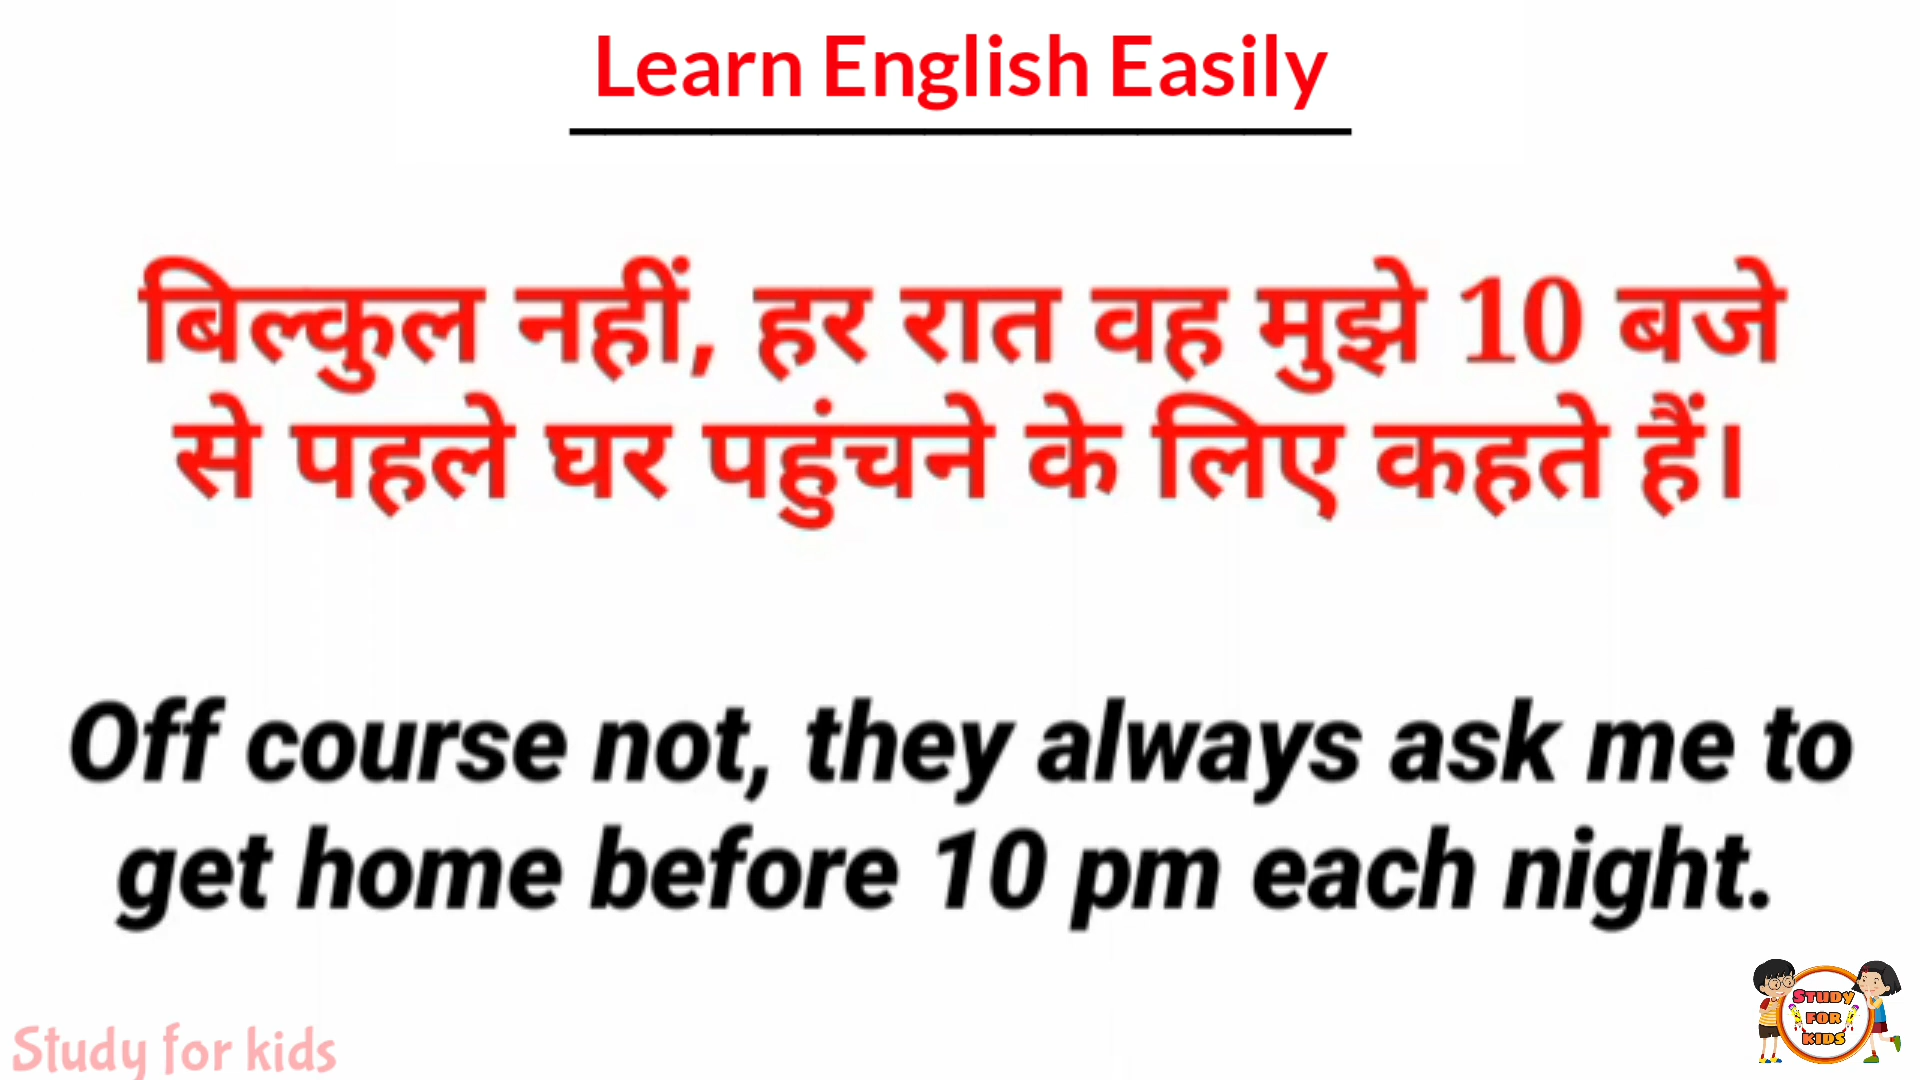 Learn English Easily
बिल्कुल नहीं, हर रात वह मुझे 10 बजे
से पहले घर पहुंचने के लिए कहते हैं।
Off course not, they always ask me to
get home before 10 pm each night.
Study for kids
STUDY
FOR
KIDS